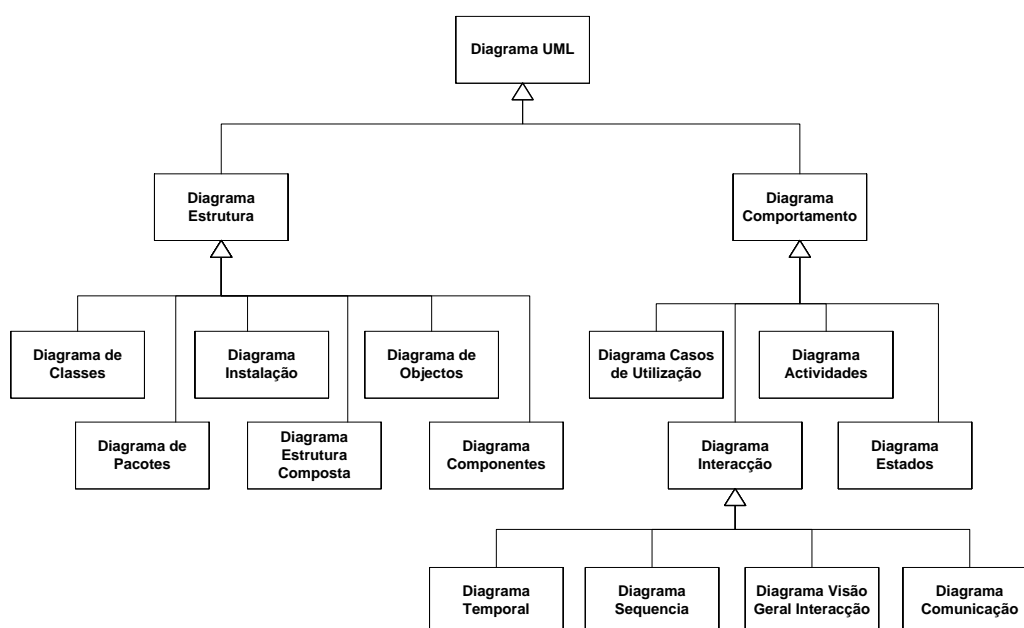 Diagrama UML
Diagrama
Estrutura
Diagrama
Comportamento
Diagrama de
Classes
Diagrama
Instalação
Diagrama de
Objectos
Diagrama Casos
de Utilização
Diagrama
Actividades
Diagrama de
Pacotes
Diagrama
Estrutura
Composta
Diagrama
Componentes
Diagrama
Interacção
Diagrama
Estados
Diagrama
Temporal
Diagrama
Sequencia
Diagrama Visão
Geral Interacção
Diagrama
Comunicação